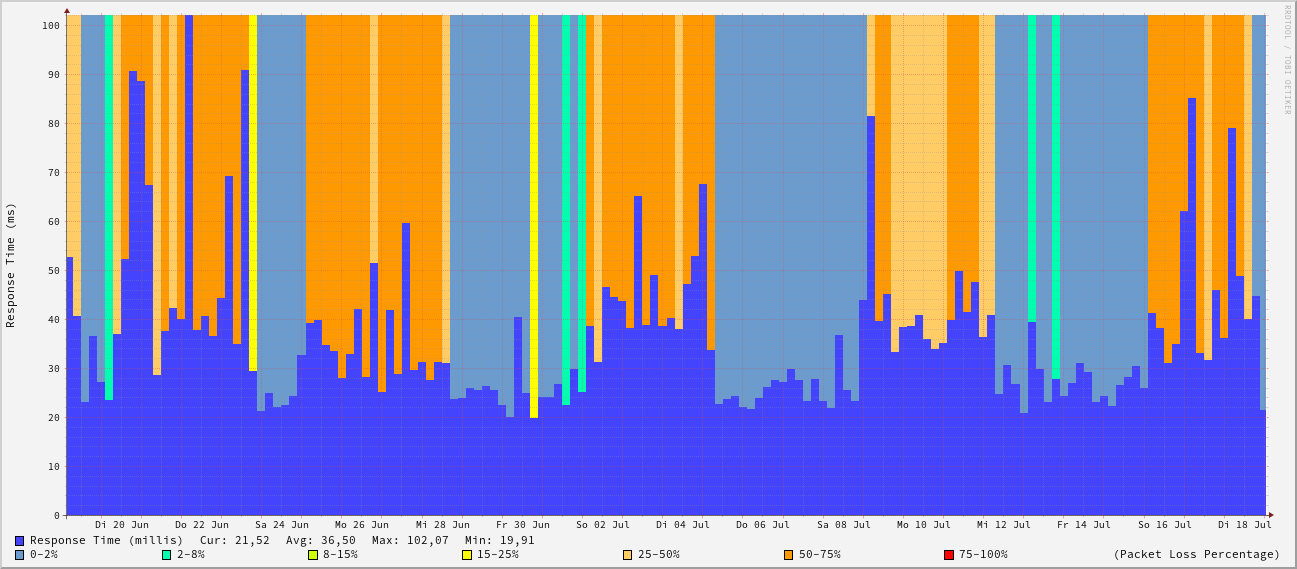 RRDTOOL / TOBI OETIKER
Response Time (ms)
100
90
80
70
60
50
40
30
20
10
0
Di 20 Jun Do 22 Jun Sa 24 Jun Mo 26 Jun Mi 28 Jun Fr 30 Jun So 02 Jul Di 04 Jul Do 06 Jul Sa 08 Jul Mo 10 Jul Mi 12 Jul Fr 14 Jul So 16 Jul Di 18 Jul
Response Time (millis) Cur: 21,52 Avg: 36,50 Max: 102,07 Min: 19,91
0-2% 2-8% 8-15% 15-25% 25-50% 50-75% 75-100% (Packet Loss Percentage)